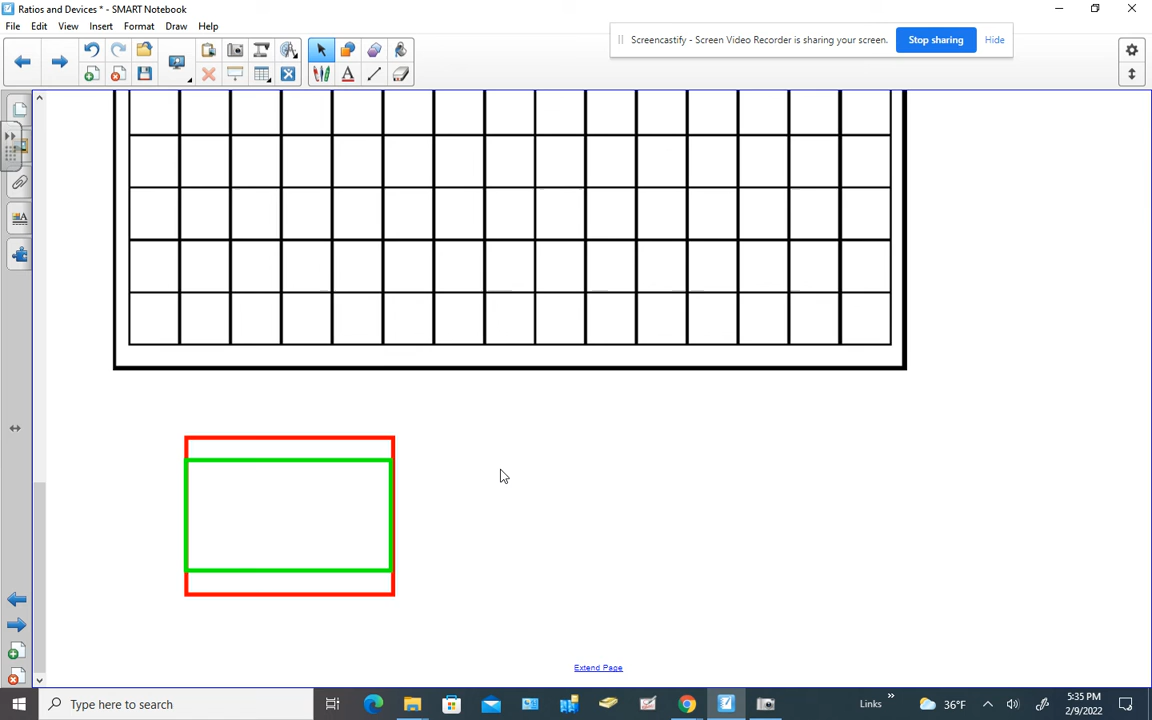 Ratios and Devices * - SMART Notebook
File Edit View Insert Format Draw Help
Screencastify - Screen Video Recorder is sharing your screen. Stop sharing Hide
Extend Page
Type here to search
Links » 36°F 5:35 PM
2/9/2022